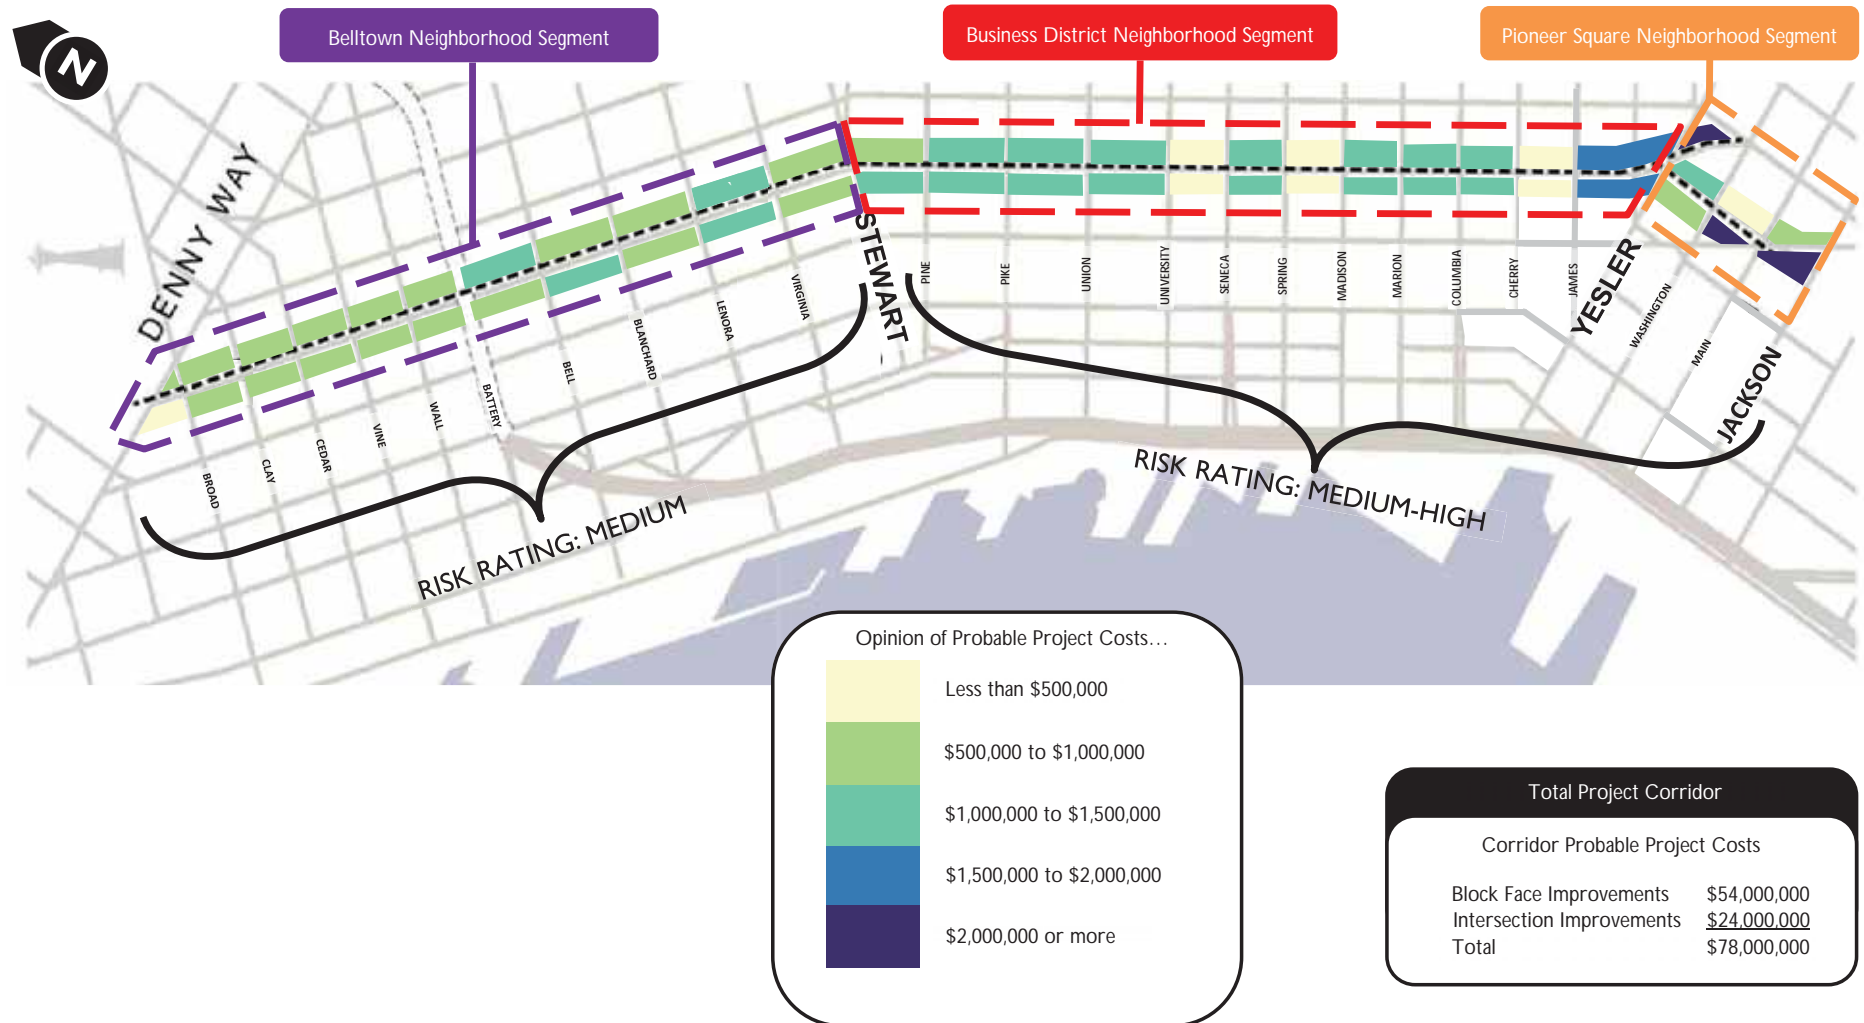 Belltown Neighborhood Segment
Business District Neighborhood Segment
Pioneer Square Neighborhood Segment
N
DENNY WAY
STEWART
YESLER
JACKSON
BROAD
CLAY
CEDAR
VINE
WALL
BATTERY
BELL
BLANCHARD
LENORA
VIRGINIA
PINE
PIKE
UNION
UNIVERSITY
SENECA
SPRING
MADISON
MARION
COLUMBIA
CHERRY
JAMES
WASHINGTON
MAIN
RISK RATING: MEDIUM
RISK RATING: MEDIUM-HIGH
Opinion of Probable Project Costs…
Less than $500,000
$500,000 to $1,000,000
$1,000,000 to $1,500,000
$1,500,000 to $2,000,000
$2,000,000 or more
Total Project Corridor
Corridor Probable Project Costs
Block Face Improvements $54,000,000
Intersection Improvements $24,000,000
Total $78,000,000